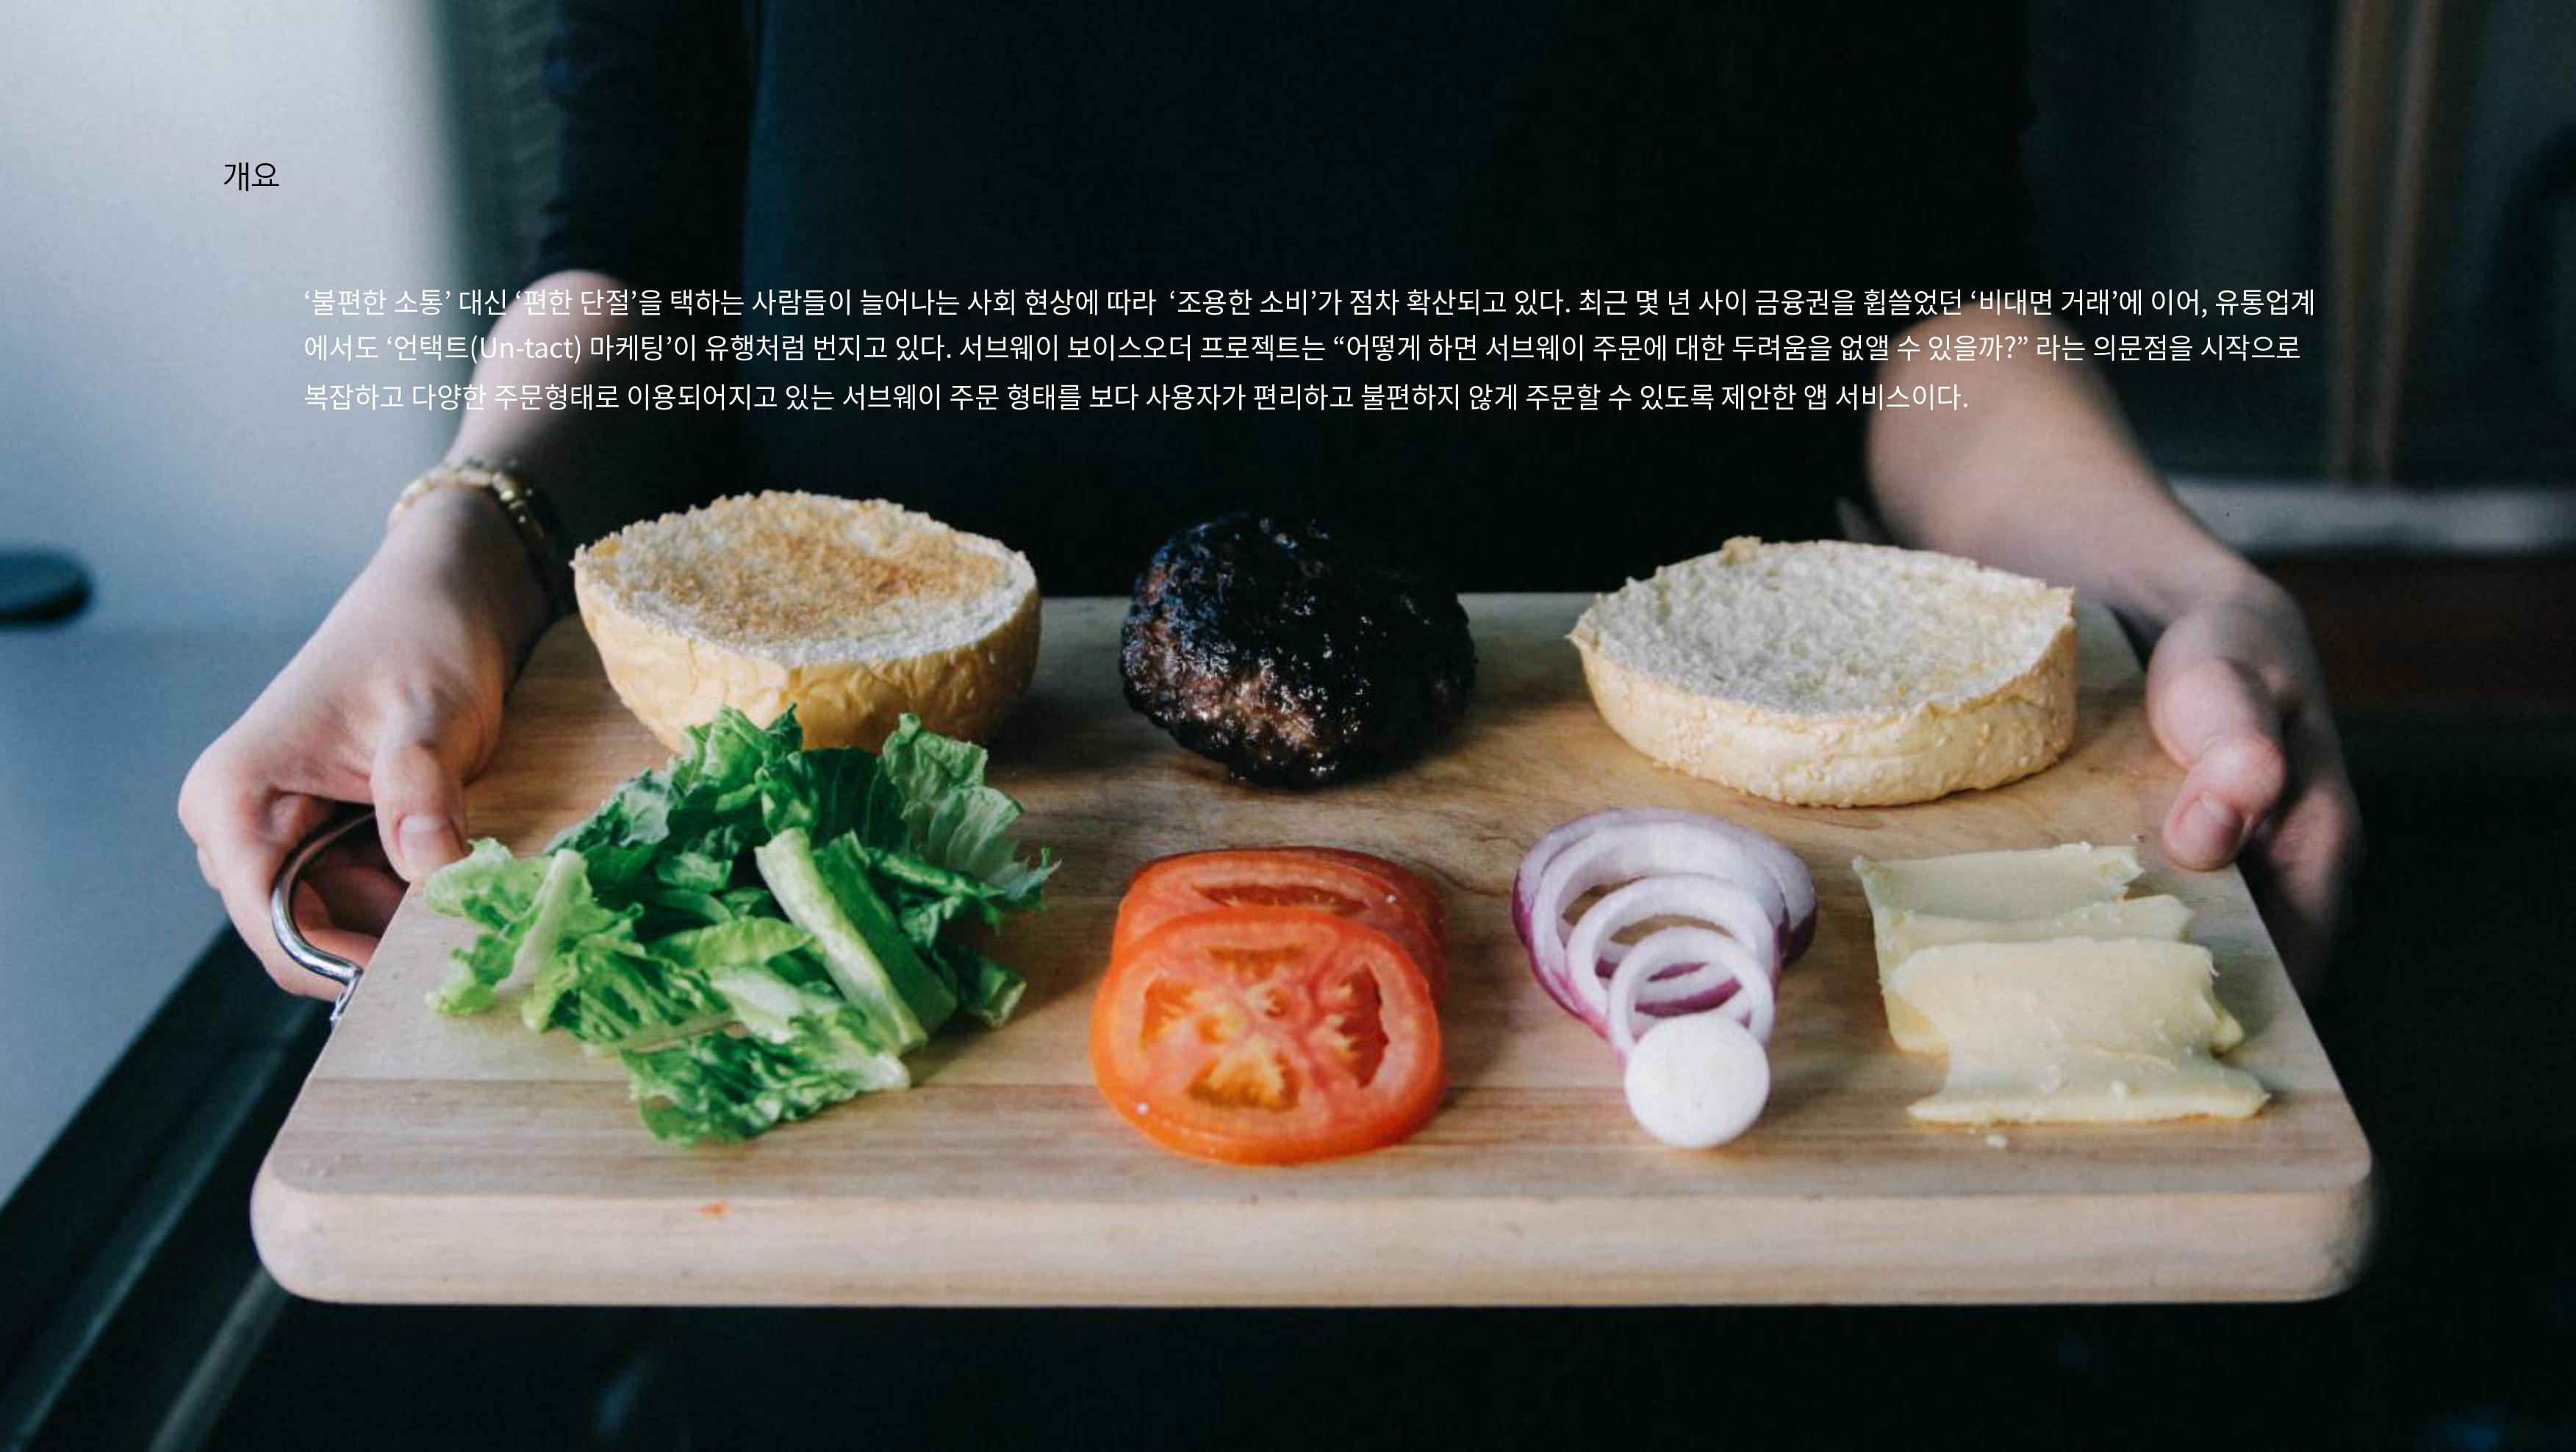 개요
‘불편한 소통’ 대신 ‘편한 단절’을 택하는 사람들이 늘어나는 사회 현상에 따라 ‘조용한 소비’가 점차 확산되고 있다. 최근 몇 년 사이 금융권을 휩쓸었던 ‘비대면 거래’에 이어, 유통업계
에서도 ‘언택트(Un-tact) 마케팅’이 유행처럼 번지고 있다. 서브웨이 보이스오더 프로젝트는 “어떻게 하면 서브웨이 주문에 대한 두려움을 없앨 수 있을까?” 라는 의문점을 시작으로
복잡하고 다양한 주문형태로 이용되어지고 있는 서브웨이 주문 형태를 보다 사용자가 편리하고 불편하지 않게 주문할 수 있도록 제안한 앱 서비스이다.